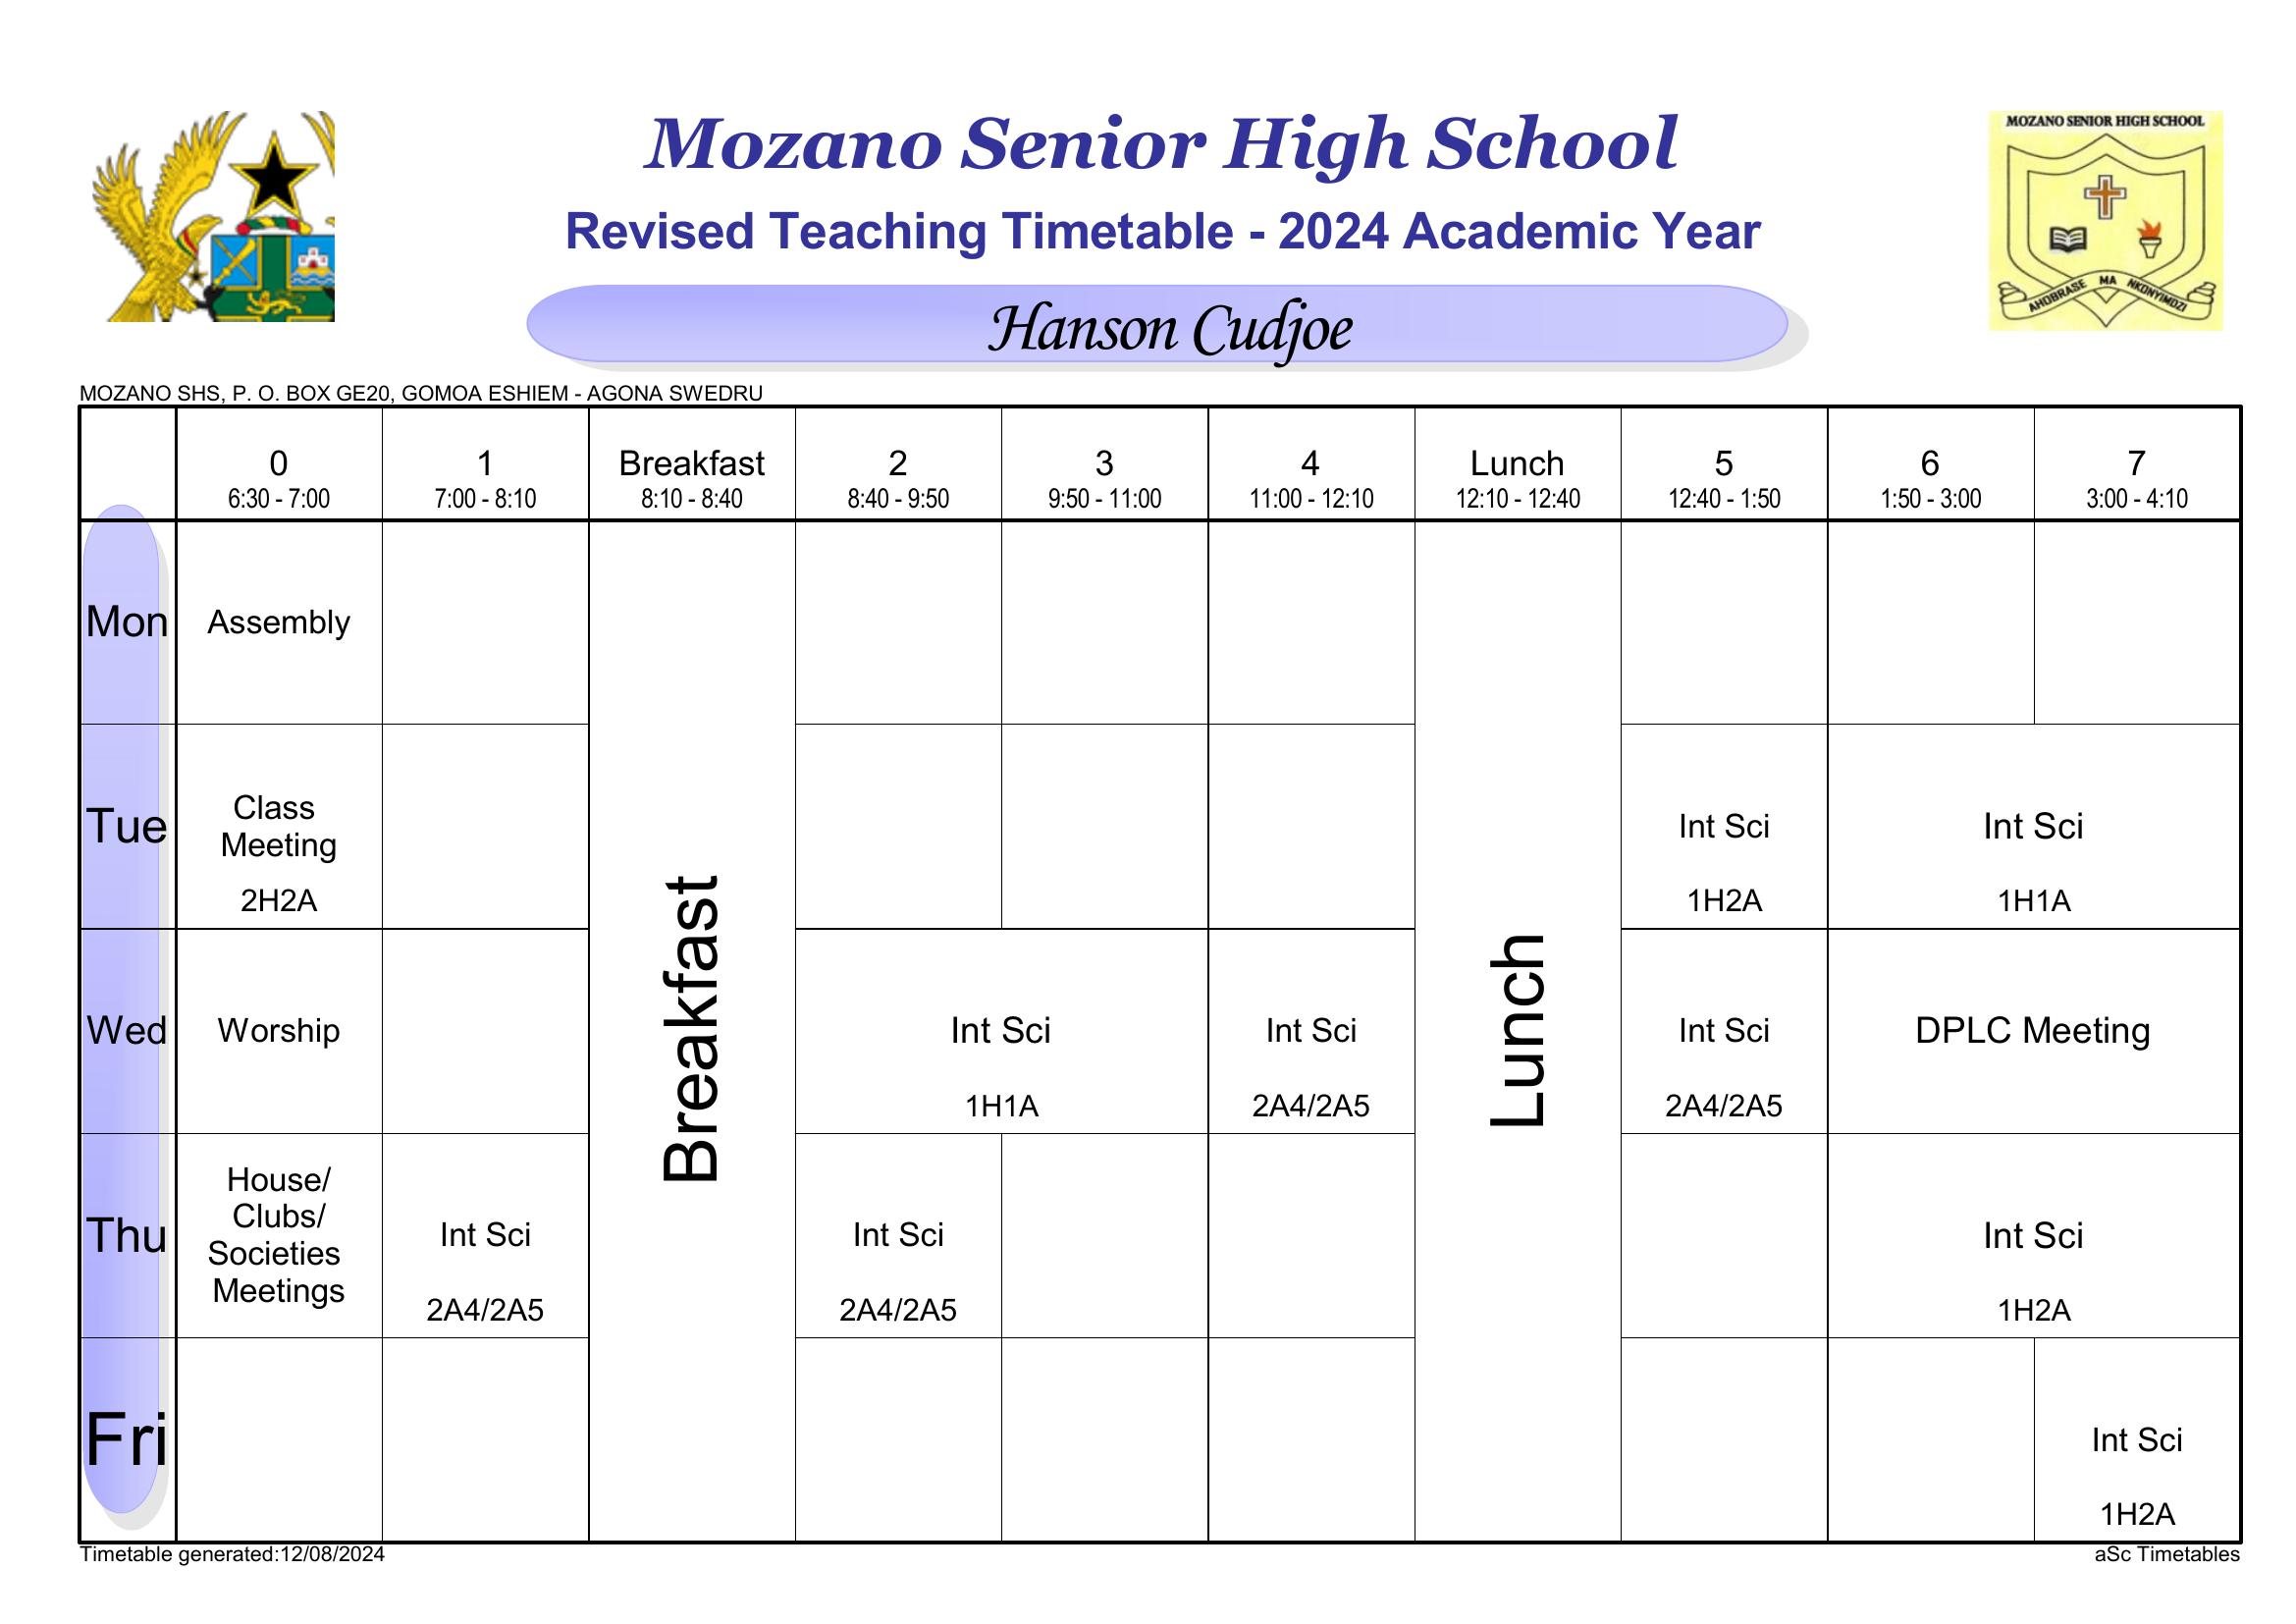 MOZANO SENIOR HIGH SCHOOL
AHOBRASE MA NKONYIMDZI
Mozano Senior High School
Revised Teaching Timetable - 2024 Academic Year
Hanson Cudjoe
MOZANO SHS, P. O. BOX GE20, GOMOA ESHIEM - AGONA SWEDRU
0 1 Breakfast 2 3 4 Lunch 5 6 7
6:30 - 7:00 7:00 - 8:10 8:10 - 8:40 8:40 - 9:50 9:50 - 11:00 11:00 - 12:10 12:10 - 12:40 12:40 - 1:50 1:50 - 3:00 3:00 - 4:10
Breakfast
Lunch
Mon Assembly
Tue Class
Meeting
2H2A
Int Sci
1H2A
Int Sci
1H1A
Wed Worship
Int Sci
1H1A
Int Sci
2A4/2A5
Int Sci
2A4/2A5
DPLC Meeting
Thu House/
Clubs/
Societies
Meetings
Int Sci
2A4/2A5
Int Sci
2A4/2A5
Int Sci
1H2A
Fri
Int Sci
1H2A
Timetable generated:12/08/2024
aSc Timetables